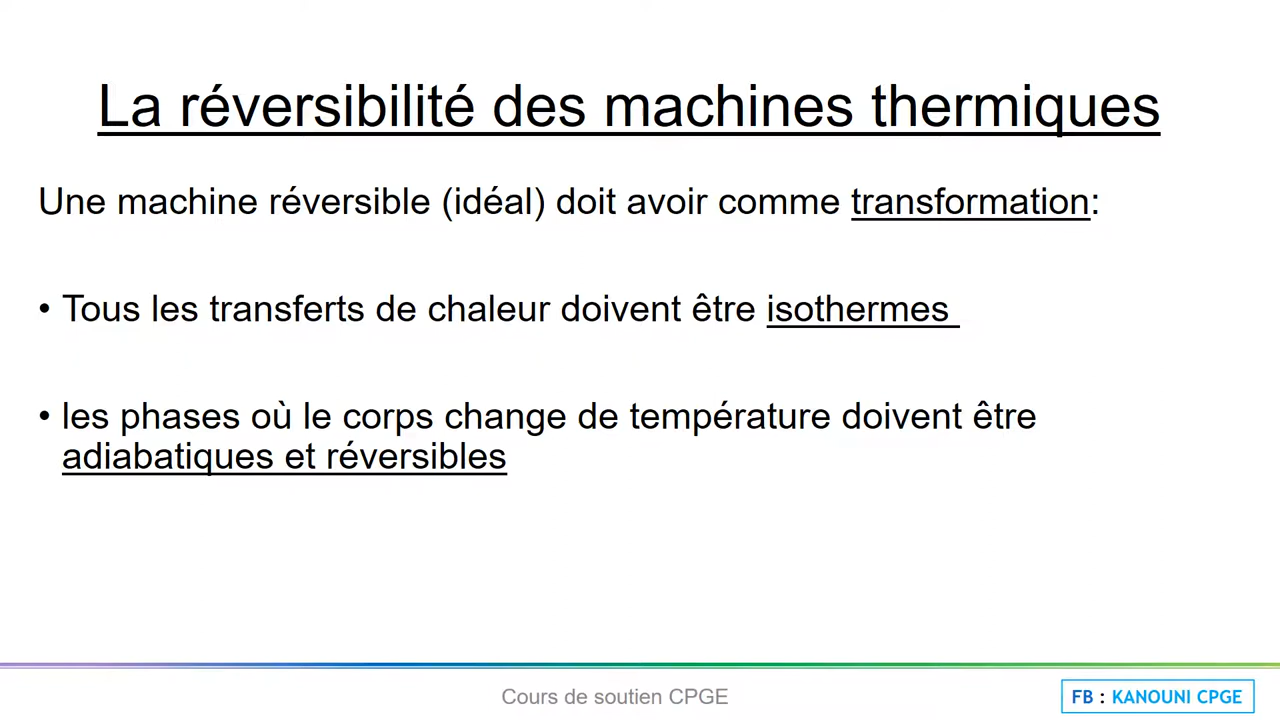 La réversibilité des machines thermiques
Une machine réversible (idéal) doit avoir comme transformation:
• Tous les transferts de chaleur doivent être isothermes
• les phases où le corps change de température doivent être
adiabatiques et réversibles
Cours de soutien CPGE
FB : KANOUNI CPGE